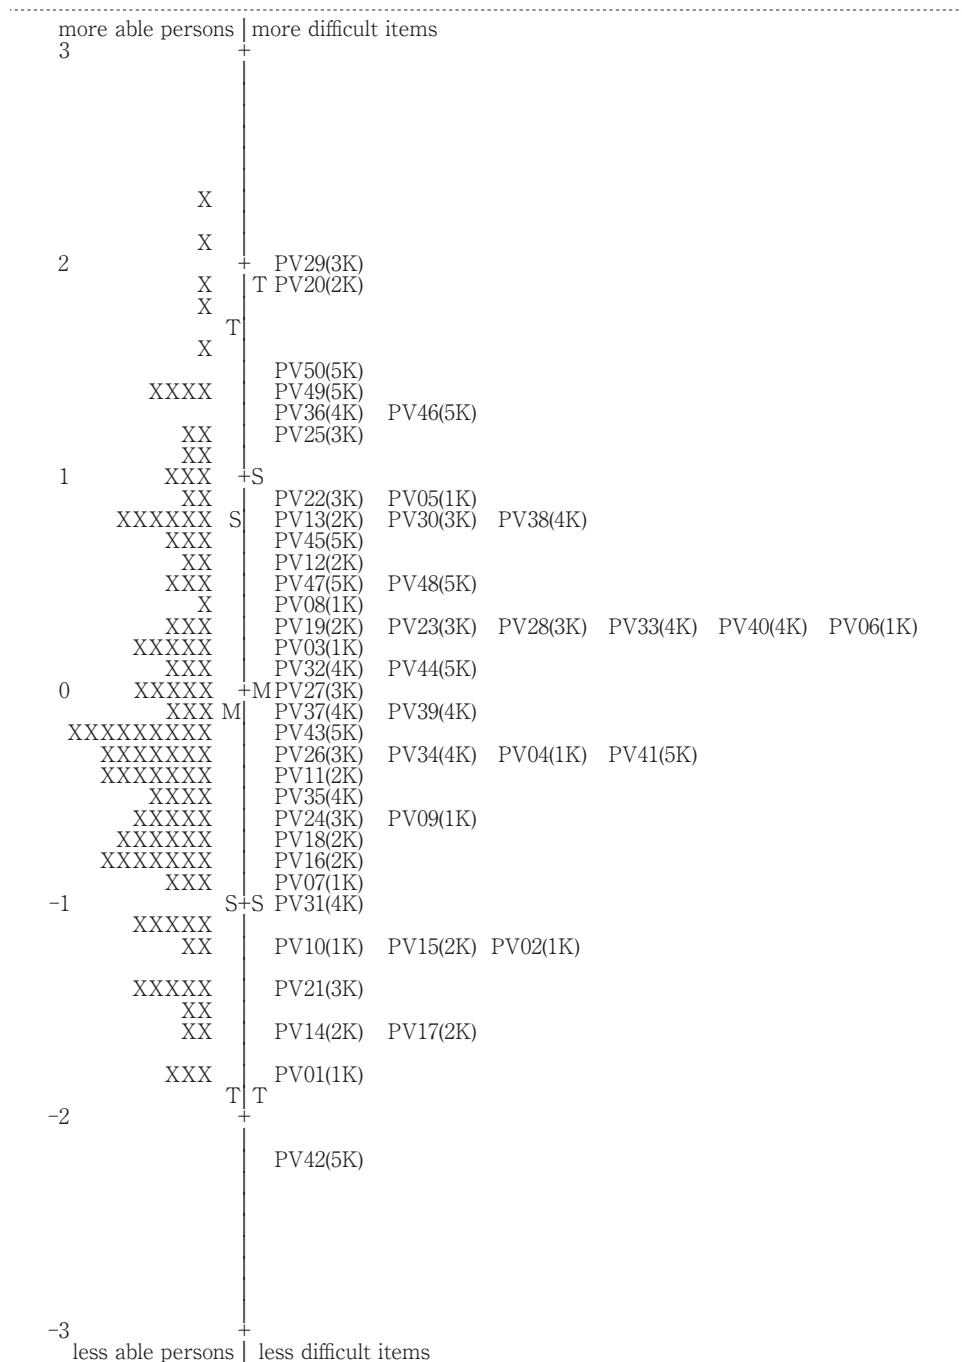 more able persons | more difficult items
3 +
X
X
2 + PV29(3K)
X T PV20(2K)
X
T
X
PV50(5K)
XXXX PV49(5K)
PV36(4K) PV46(5K)
XX PV25(3K)
XX
1 XXX +S
XX PV22(3K) PV05(1K)
XXXXXX S PV13(2K) PV30(3K) PV38(4K)
XXX PV45(5K)
XX PV12(2K)
XXX PV47(5K) PV48(5K)
X PV08(1K)
XXX PV19(2K) PV23(3K) PV28(3K) PV33(4K) PV40(4K) PV06(1K)
XXXXX PV03(1K)
XXX PV32(4K) PV44(5K)
0 XXXXX +M PV27(3K)
XXX M PV37(4K) PV39(4K)
XXXXXXXXX PV43(5K)
XXXXXXX PV26(3K) PV34(4K) PV04(1K) PV41(5K)
XXXXXXX PV11(2K)
XXXX PV35(4K)
XXXXX PV24(3K) PV09(1K)
XXXXXX PV18(2K)
XXXXXXX PV16(2K)
XXX PV07(1K)
-1 S+S PV31(4K)
XXXXX
XX PV10(1K) PV15(2K) PV02(1K)
XXXXX PV21(3K)
XX
XX PV14(2K) PV17(2K)
XXX PV01(1K)
T T
-2 +
PV42(5K)
-3 +
less able persons | less difficult items